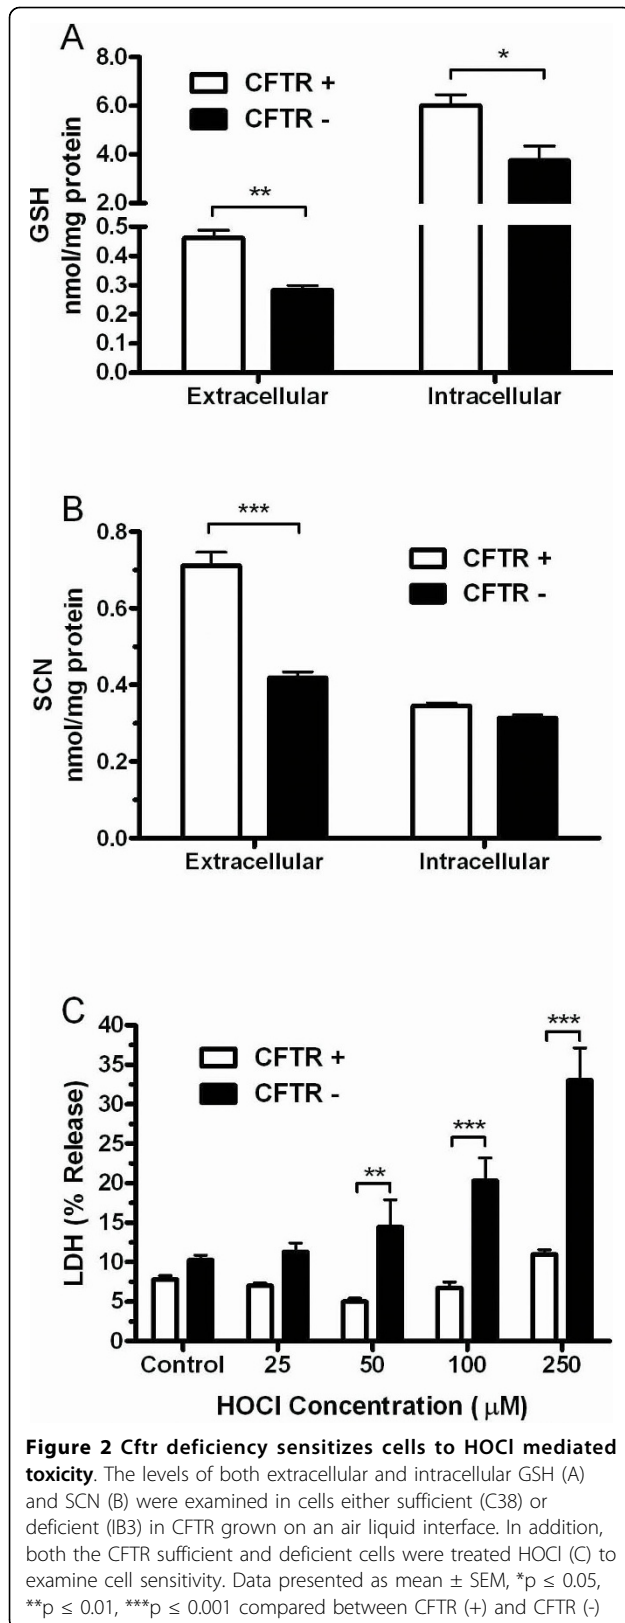 A
8.0
6.0
4.0
2.0
0.5
0.4
0.3
0.2
0.1
0.0
GSH
nmol/mg protein
CFTR +
CFTR -
**
*
Extracellular
Intracellular
B
0.8
0.6
0.4
0.2
0.0
SCN
nmol/mg protein
***
CFTR +
CFTR -
Extracellular
Intracellular
C
40
35
30
25
20
15
10
5
0
LDH (% Release)
CFTR +
CFTR -
**
***
***
Control
25
50
100
250
HOCl Concentration ( μM)
Figure 2 Cftr deficiency sensitizes cells to HOCl mediated
toxicity. The levels of both extracellular and intracellular GSH (A)
and SCN (B) were examined in cells either sufficient (C38) or
deficient (IB3) in CFTR grown on an air liquid interface. In addition,
both the CFTR sufficient and deficient cells were treated HOCl (C) to
examine cell sensitivity. Data presented as mean ± SEM, *p ≤ 0.05,
**p ≤ 0.01, ***p ≤ 0.001 compared between CFTR (+) and CFTR (-)